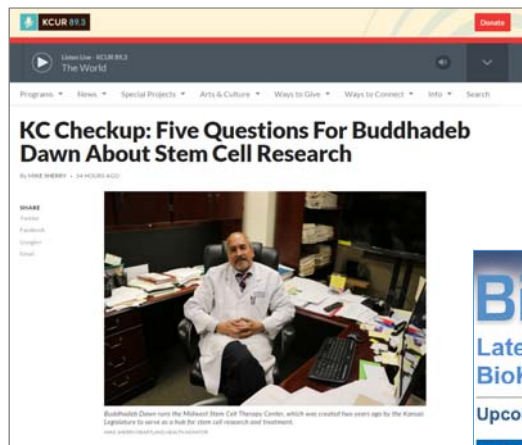 KCUR 89.3
Donate
Listen Live · KCUR 89.3
The World
Programs News Special Projects Arts & Culture Ways to Give Ways to Connect Info Search
KC Checkup: Five Questions For Buddhadeb
Dawn About Stem Cell Research
By MIKE SHERRY • 14 HOURS AGO
SHARE
Twitter
Facebook
Google+
Email
Buddhadeb Dawn runs the Midwest Stem Cell Therapy Center, which was created two years ago by the Kansas
Legislature to serve as a hub for stem cell research and treatment.
MIKE SHERRY
Bi
Late
BioK
Upco